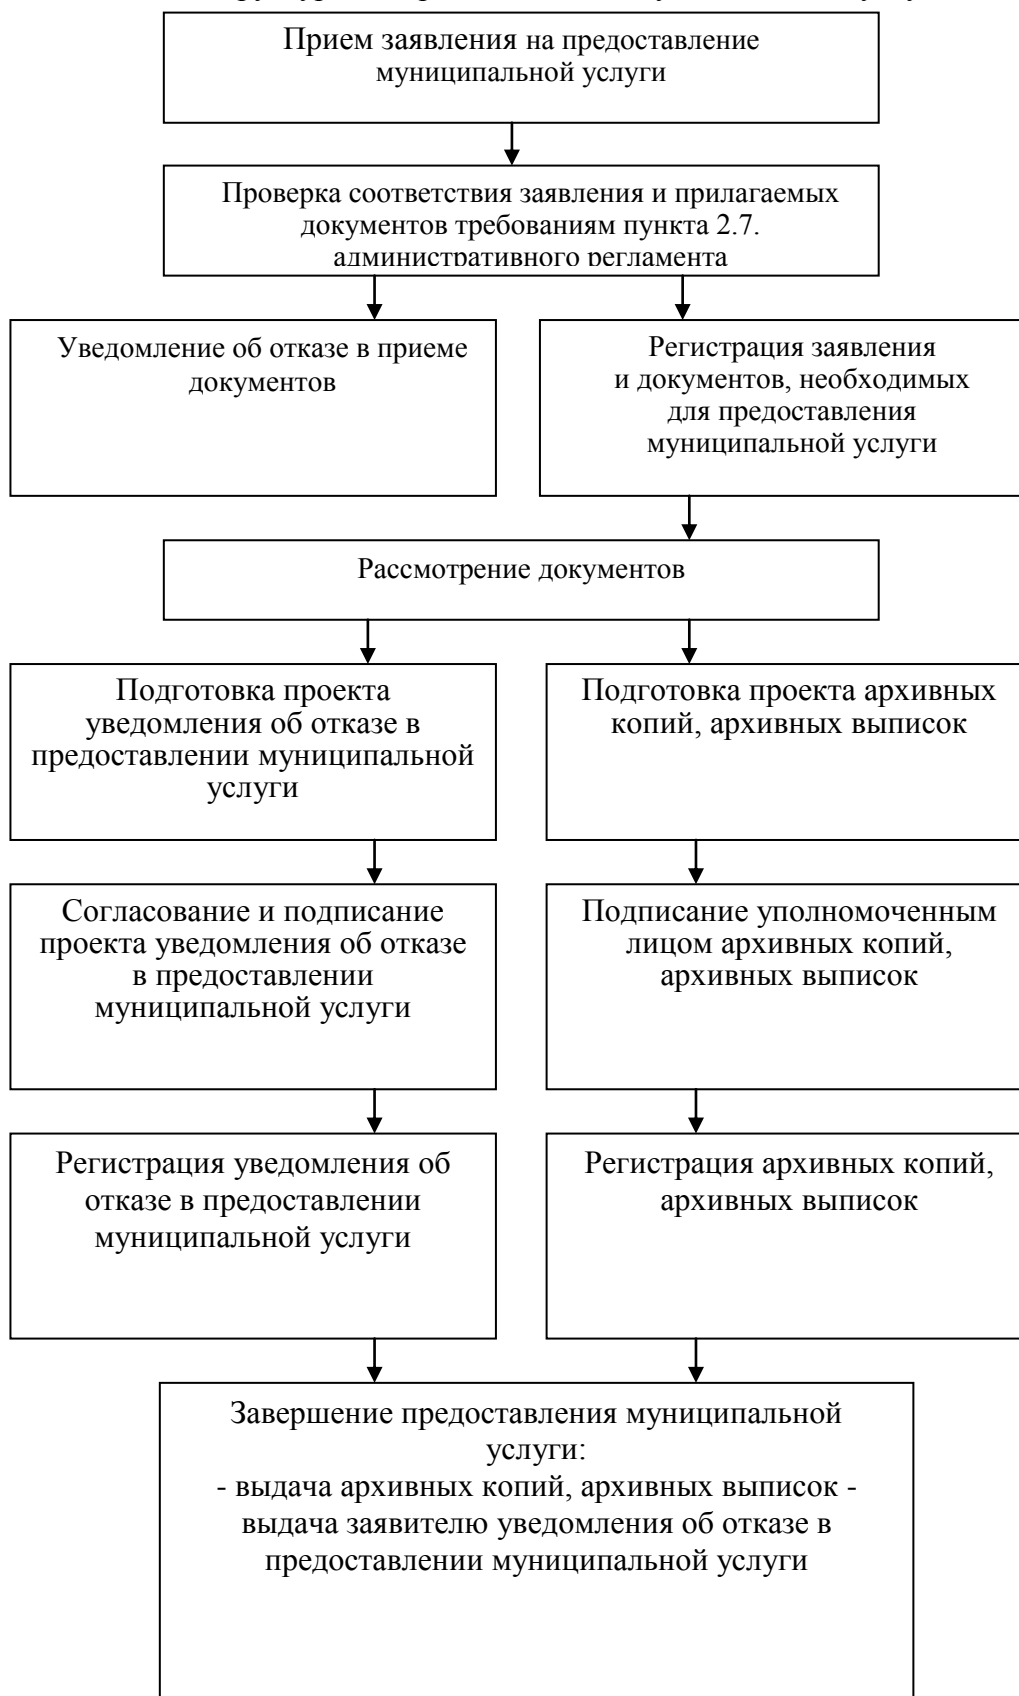 Прием заявления на предоставление
муниципальной услуги
Проверка соответствия заявления и прилагаемых
документов требованиям пункта 2.7.
административного регламента
Уведомление об отказе в приеме
документов
Регистрация заявления
и документов, необходимых
для предоставления
муниципальной услуги
Рассмотрение документов
Подготовка проекта
уведомления об отказе в
предоставлении муниципальной
услуги
Подготовка проекта архивных
копий, архивных выписок
Согласование и подписание
проекта уведомления об отказе
в предоставлении
муниципальной услуги
Подписание уполномоченным
лицом архивных копий,
архивных выписок
Регистрация уведомления об
отказе в предоставлении
муниципальной услуги
Регистрация архивных копий,
архивных выписок
Завершение предоставления муниципальной
услуги:
- выдача архивных копий, архивных выписок -
выдача заявителю уведомления об отказе в
предоставлении муниципальной услуги